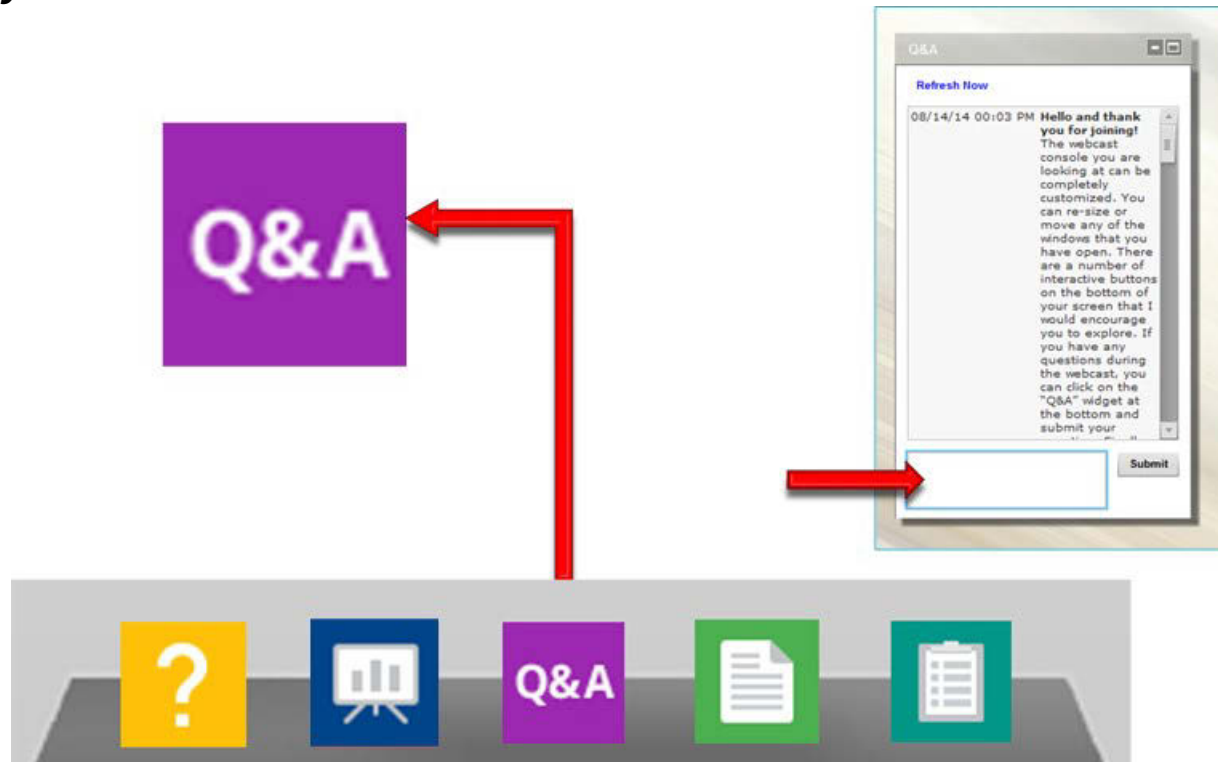 Q&A
Q&A
Refresh Now
08/14/14 00:03 PM Hello and thank
you for joining!
The webcast
console you are
looking at can be
completely
customized. You
can re-size or
move any of the
windows that you
have open. There
are a number of
interactive buttons
on the bottom of
your screen that I
would encourage
you to explore. If
you have any
questions during
the webcast, you
can click on the
"Q&A" widget at
the bottom and
submit your
Submit
?
Q&A